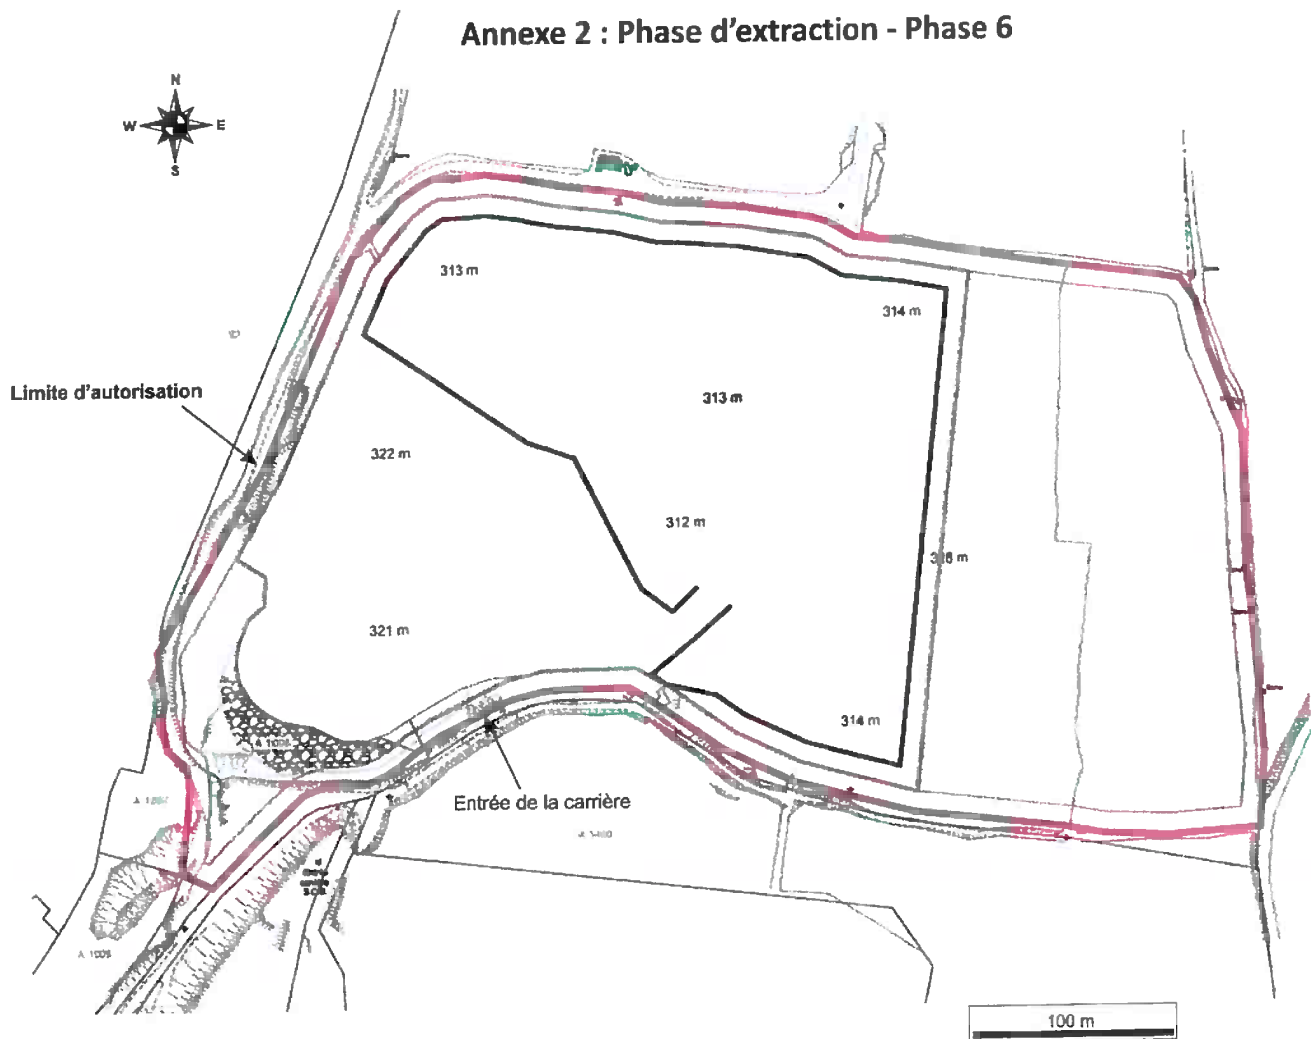 Annexe 2 : Phase d'extraction - Phase 6
N
W E
S
313 m
314 m
Limite d'autorisation
313 m
322 m
312 m
321 m
314 m
Entrée de la carrière
A 1009
100 m